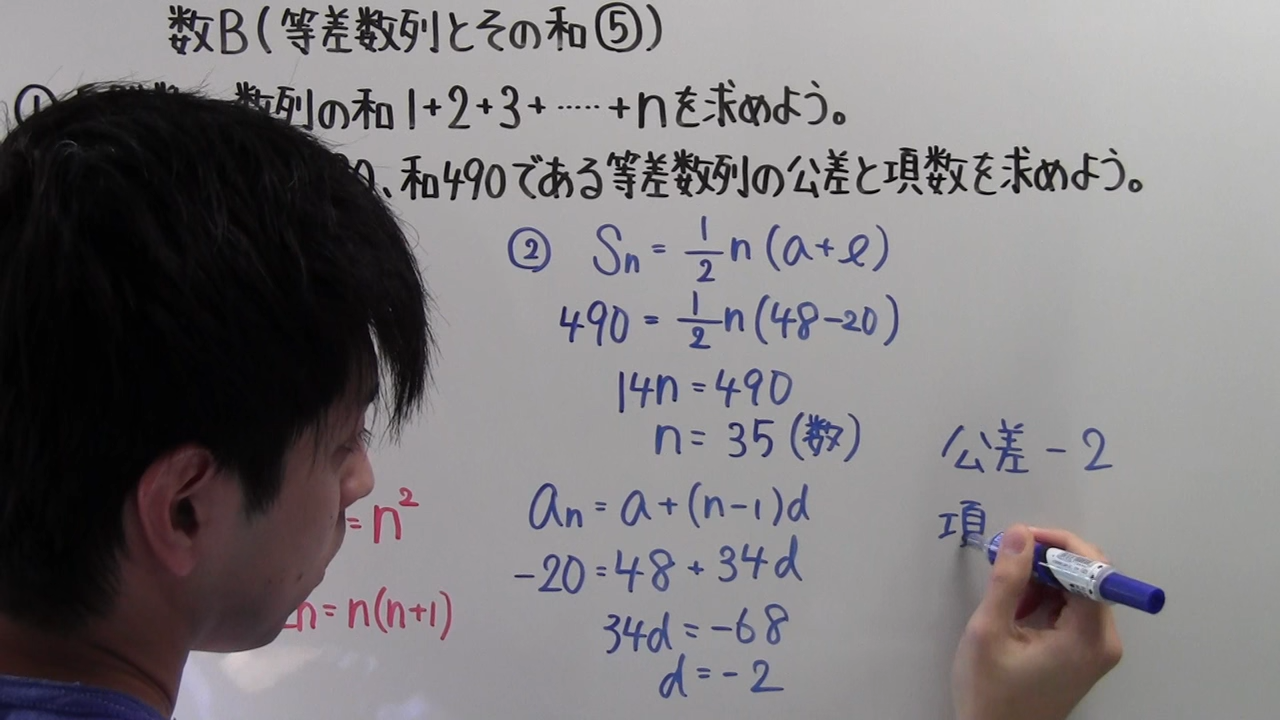 数B(等差数列とその和⑤)
① 数列の和1+2+3+‥‥‥+nを求めよう。
、和490である等差数列の公差と項数を求めよう。
② Sn = 1/2 n (a+ℓ)
490 = 1/2 n (48-20)
14n = 490
n = 35 (数)
an = a + (n-1)d
-20 = 48 + 34d
34d = -68
d = -2
= n²
n = n(n+1)
公差 -2
項